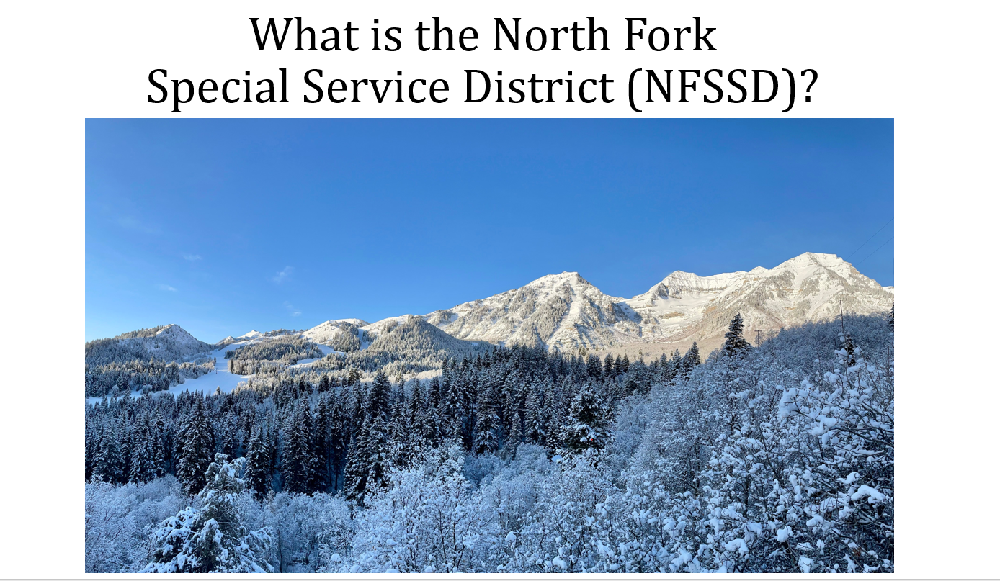 What is the North Fork
Special Service District (NFSSD)?